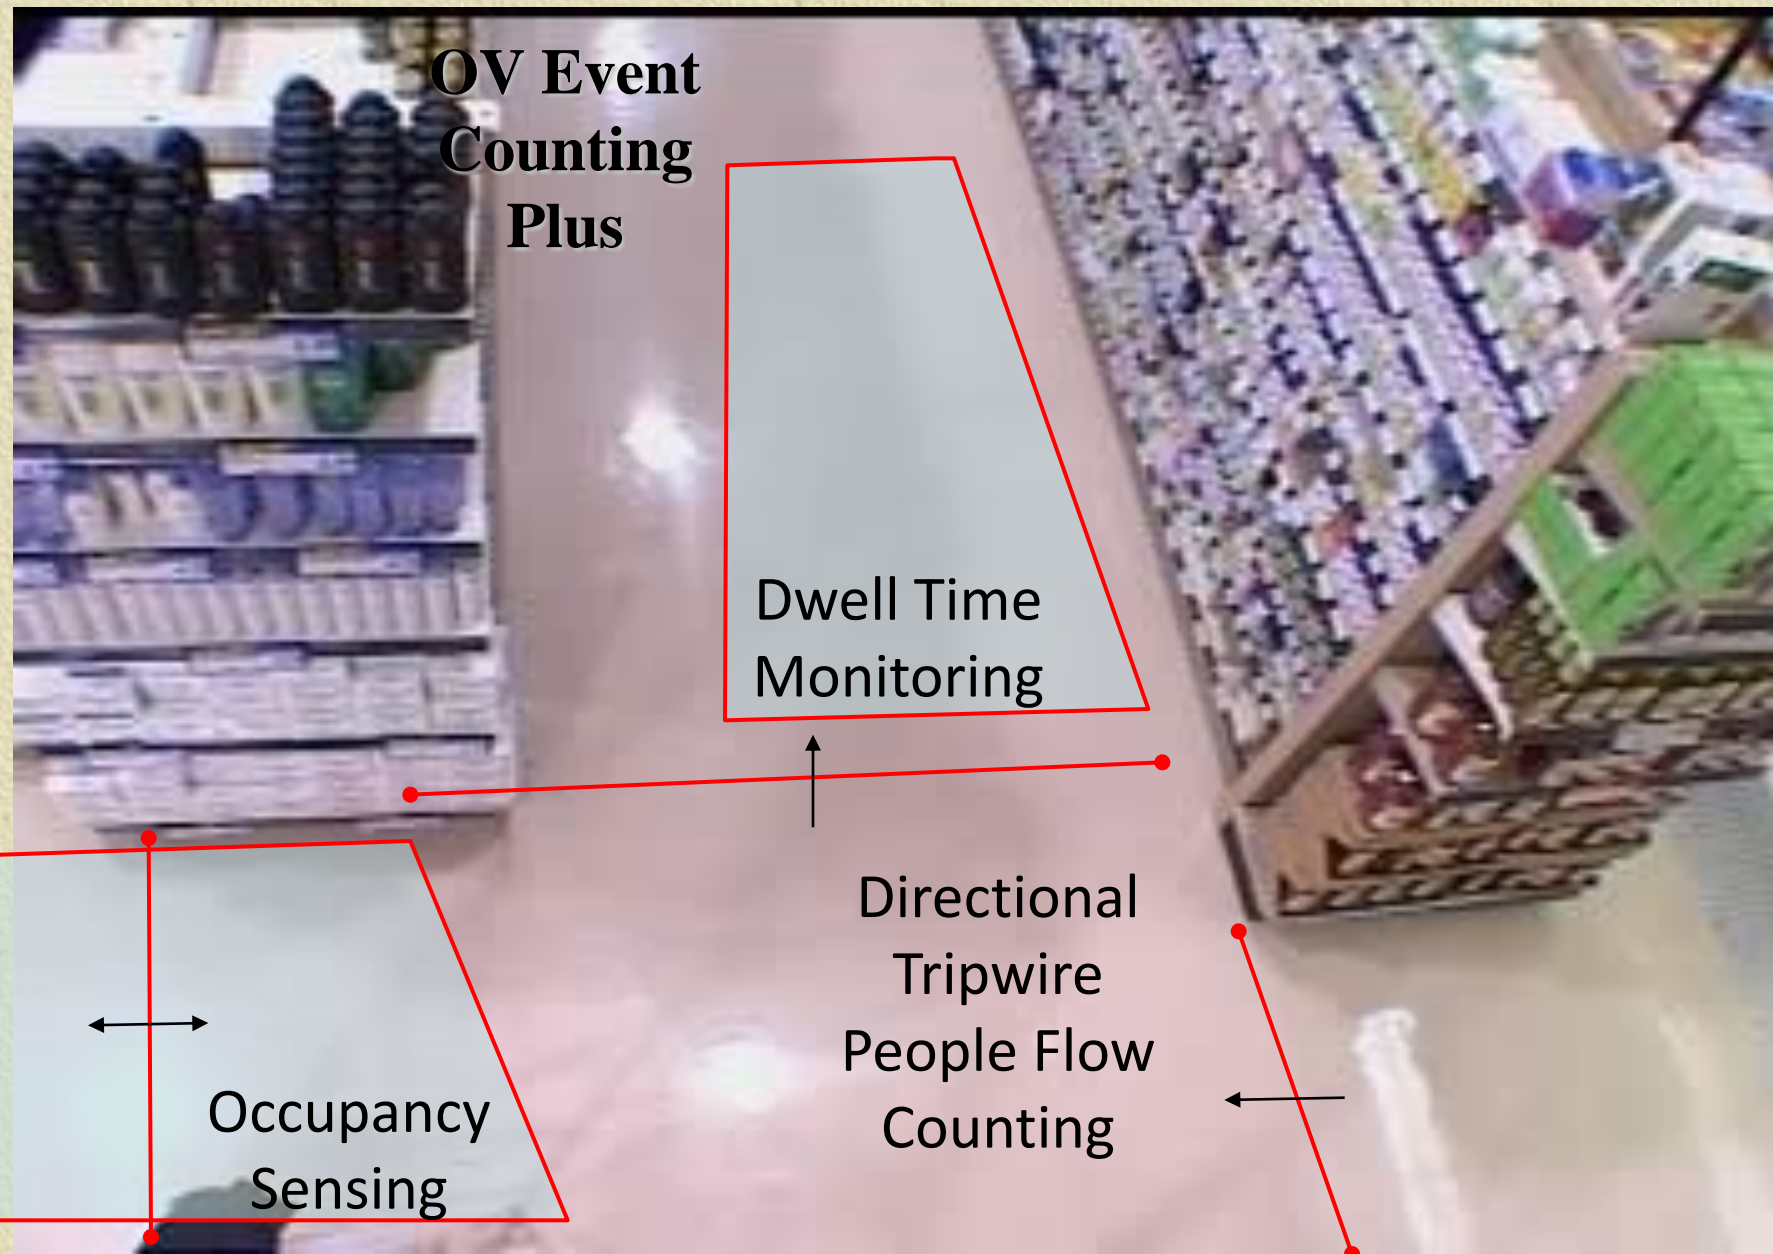 OV Event
Counting
Plus
Dwell Time
Monitoring
Directional
Tripwire
People Flow
Counting
Occupancy
Sensing